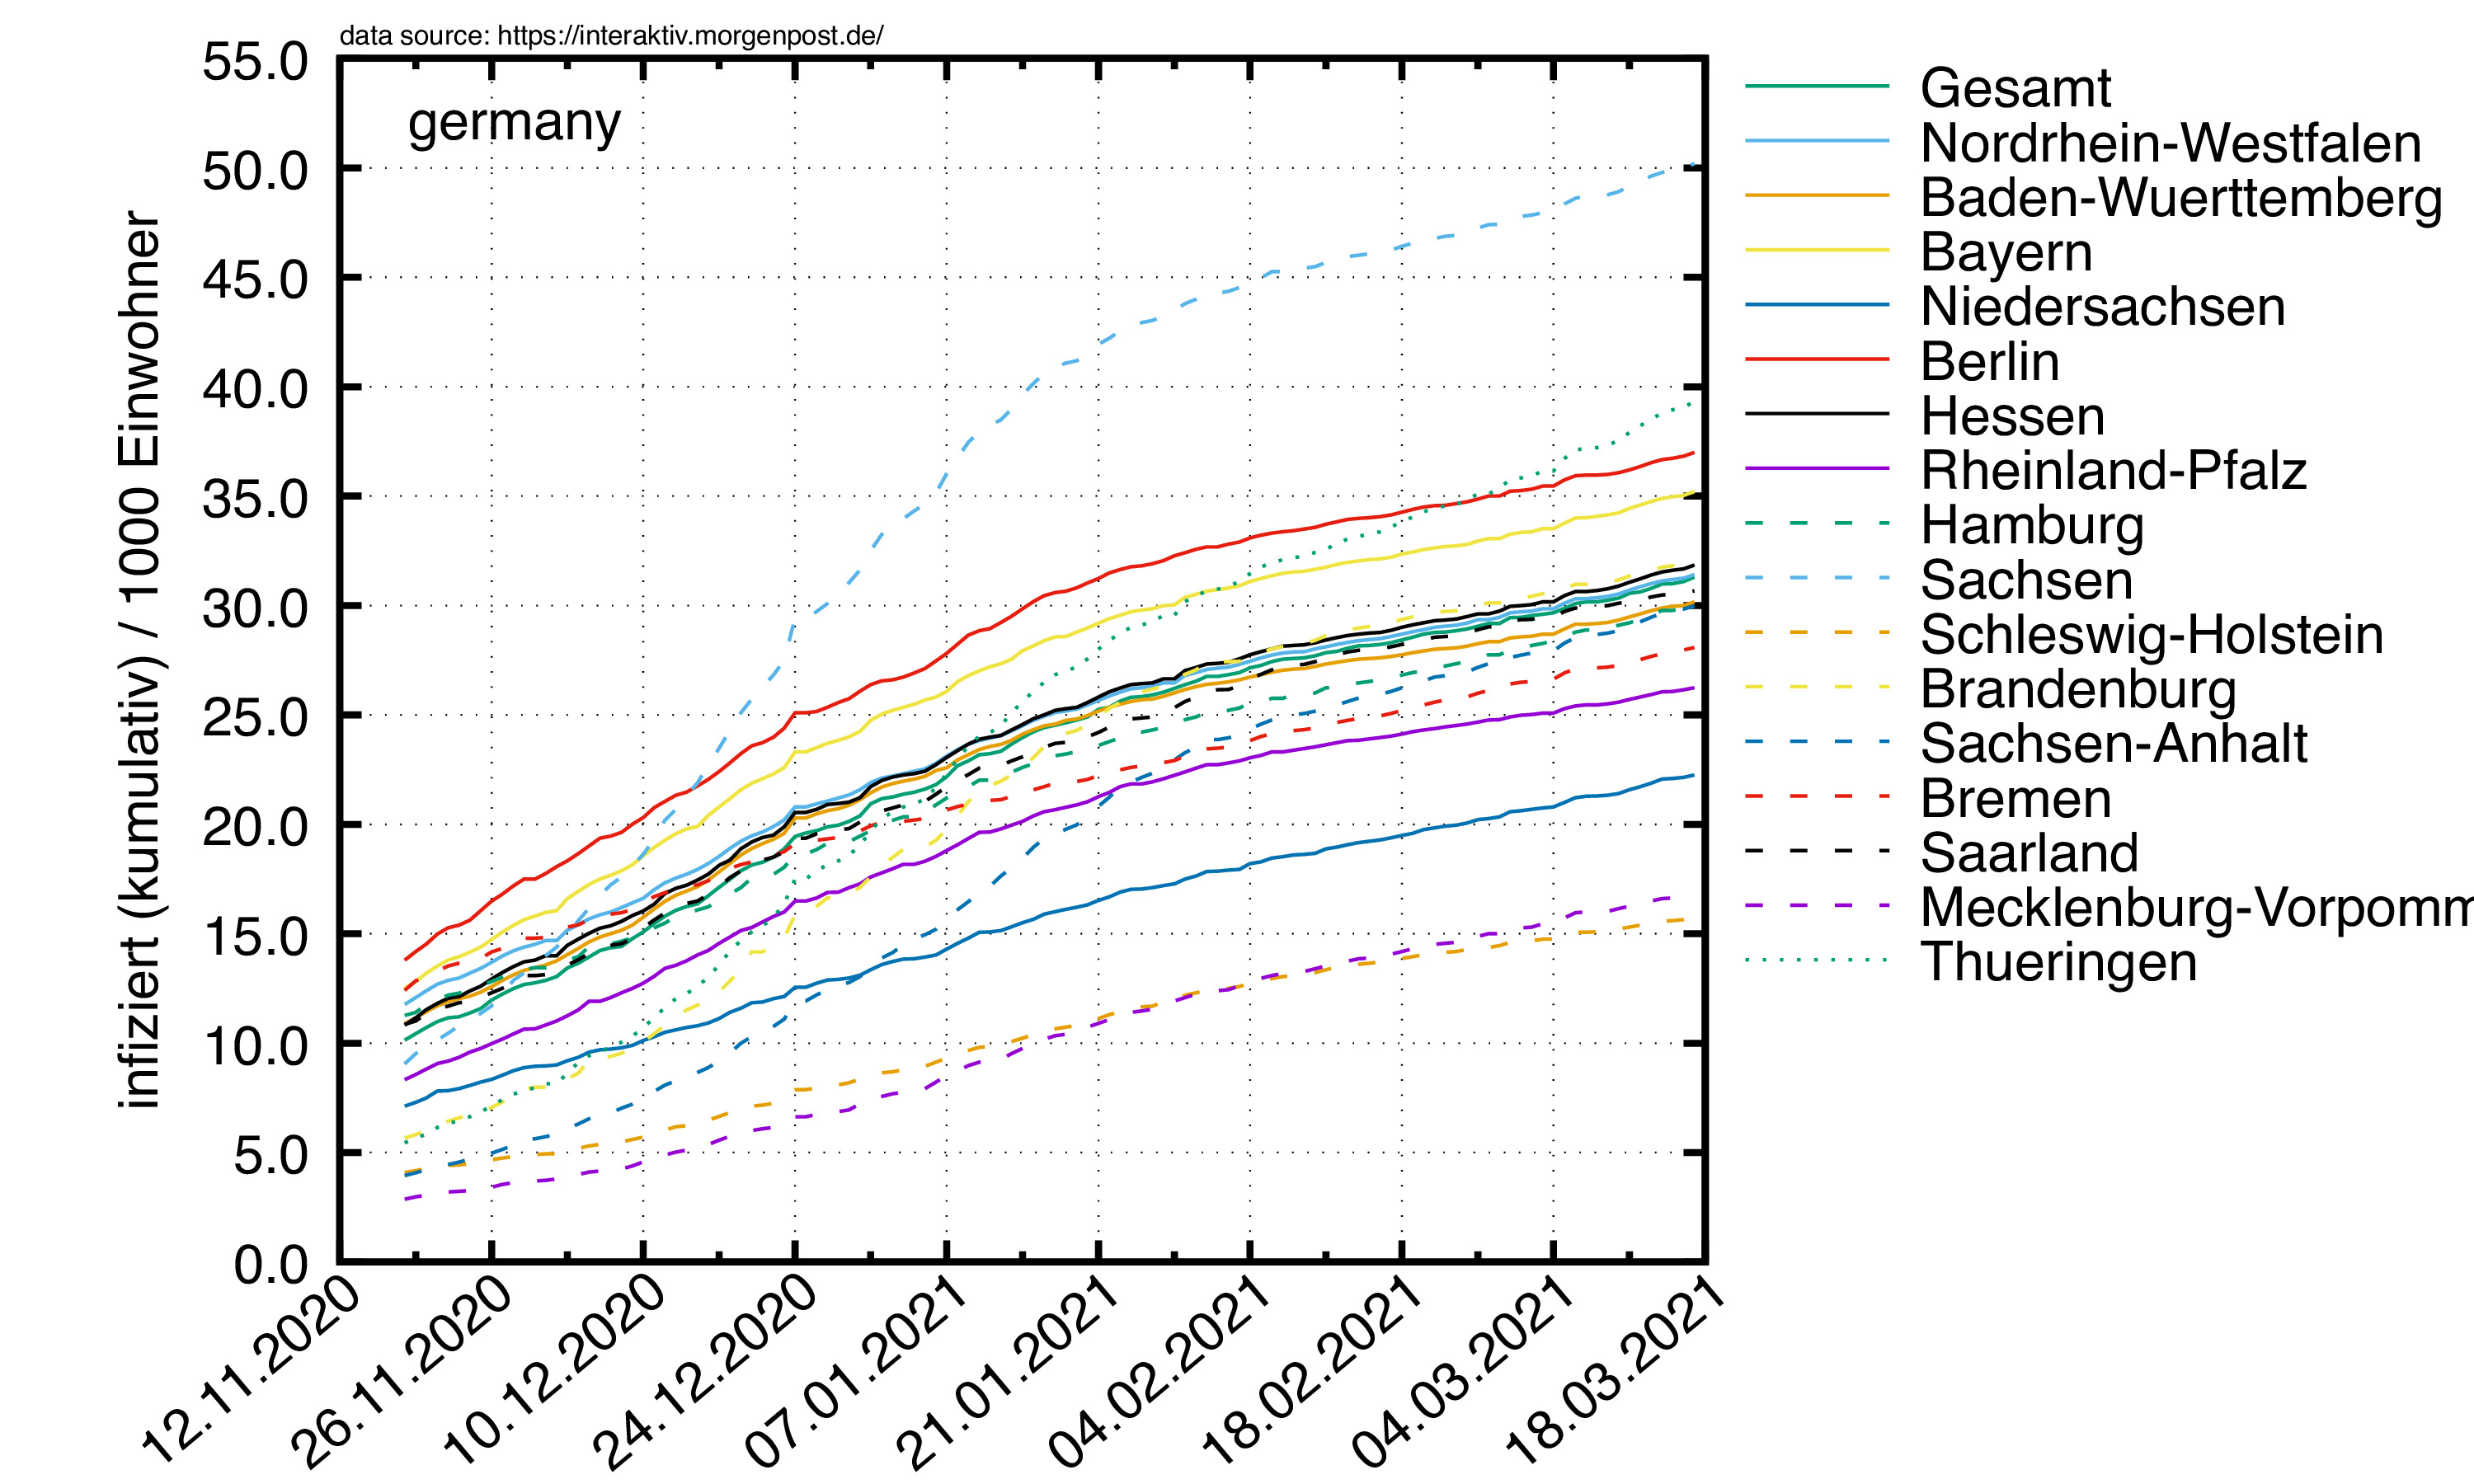 data source: https://interaktiv.morgenpost.de/
germany
infiziert (kumulativ) / 1000 Einwohner
55.0
50.0
45.0
40.0
35.0
30.0
25.0
20.0
15.0
10.0
5.0
0.0
12.11.2020
26.11.2020
10.12.2020
24.12.2020
07.01.2021
21.01.2021
04.02.2021
18.02.2021
04.03.2021
18.03.2021
Gesamt
Nordrhein-Westfalen
Baden-Wuerttemberg
Bayern
Niedersachsen
Berlin
Hessen
Rheinland-Pfalz
Hamburg
Sachsen
Schleswig-Holstein
Brandenburg
Sachsen-Anhalt
Bremen
Saarland
Mecklenburg-Vorpomm
Thueringen